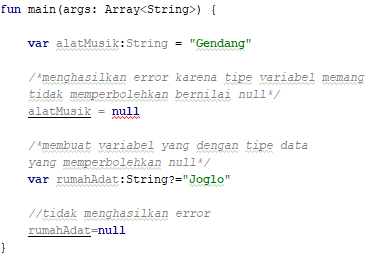 fun main(args: Array<String>) {
var alatMusik:String = "Gendang"
/*menghasilkan error karena tipe variabel memang
tidak memperbolehkan bernilai null*/
alatMusik = null
/*membuat variabel yang dengan tipe data
yang memperbolehkan null*/
var rumahAdat:String?="Joglo"
//tidak menghasilkan error
rumahAdat=null
}